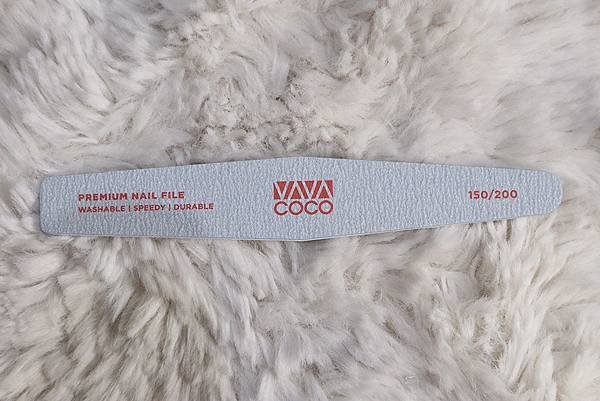 PREMIUM NAIL FILE
WASHABLE | SPEEDY | DURABLE
VAVA
COCO
150/200